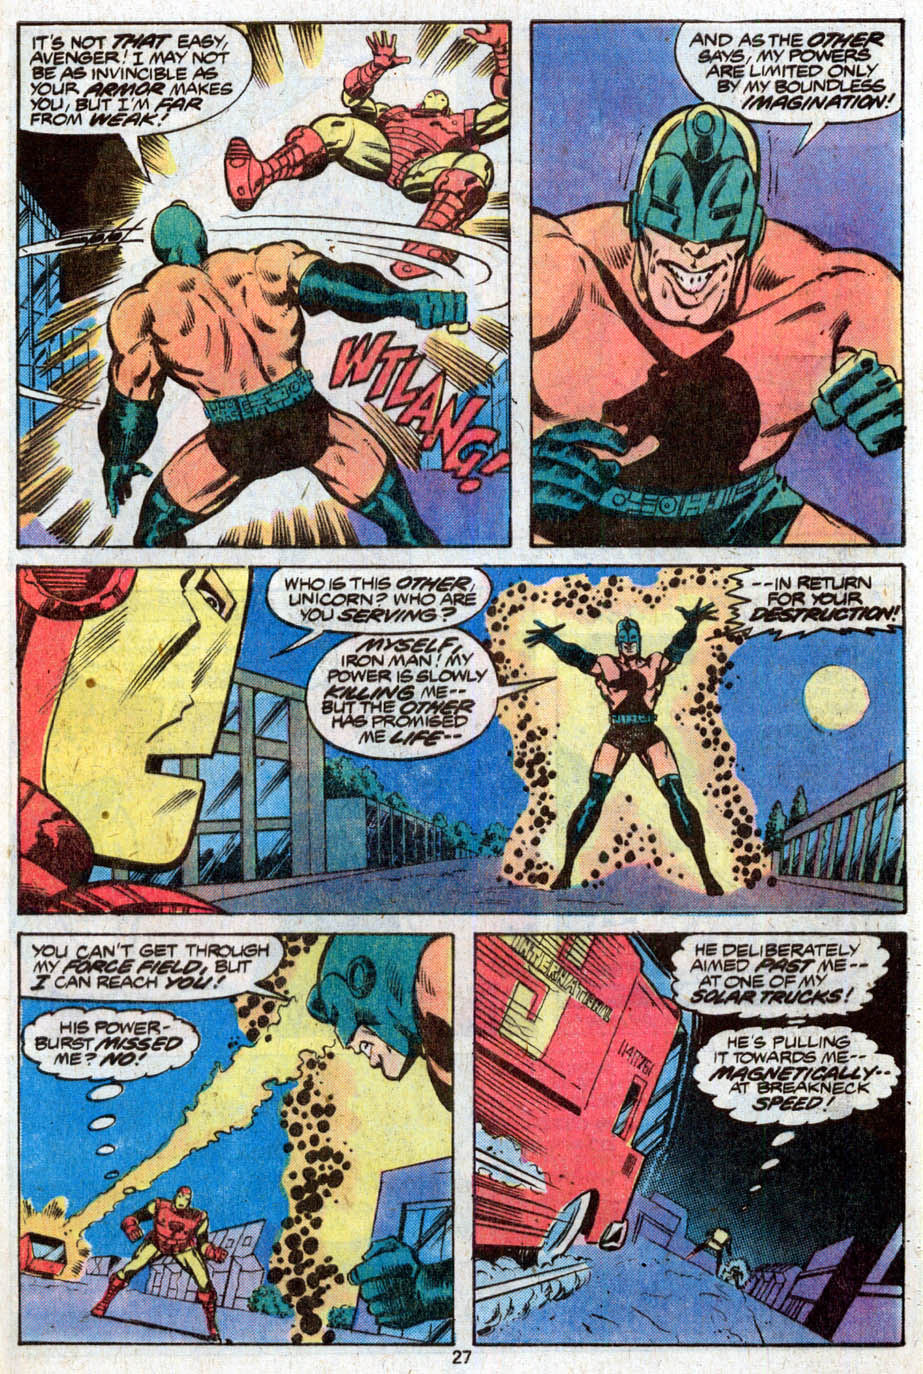 IT'S NOT THAT EASY,
AVENGER! I MAY NOT
BE AS INVINCIBLE AS
YOUR ARMOR MAKES
YOU, BUT I'M FAR
FROM WEAK!
WTLANG!
AND AS THE OTHER
SAYS, MY POWERS
ARE LIMITED ONLY
BY MY BOUNDLESS
IMAGINATION!
WHO IS THIS OTHER,
UNICORN? WHO ARE
YOU SERVING?
MYSELF,
IRON MAN! MY
POWER IS SLOWLY
KILLING ME--
BUT THE OTHER
HAS PROMISED
ME LIFE--
--IN RETURN
FOR YOUR
DESTRUCTION!
YOU CAN'T GET THROUGH
MY FORCE FIELD, BUT
I CAN REACH YOU!
HIS POWER-
BURST MISSED
ME? NO!
HE DELIBERATELY
AIMED PAST ME--
AT ONE OF MY
SOLAR TRUCKS!
HE'S PULLING
IT TOWARDS ME--
MAGNETICALLY--
AT BREAKNECK
SPEED!
27